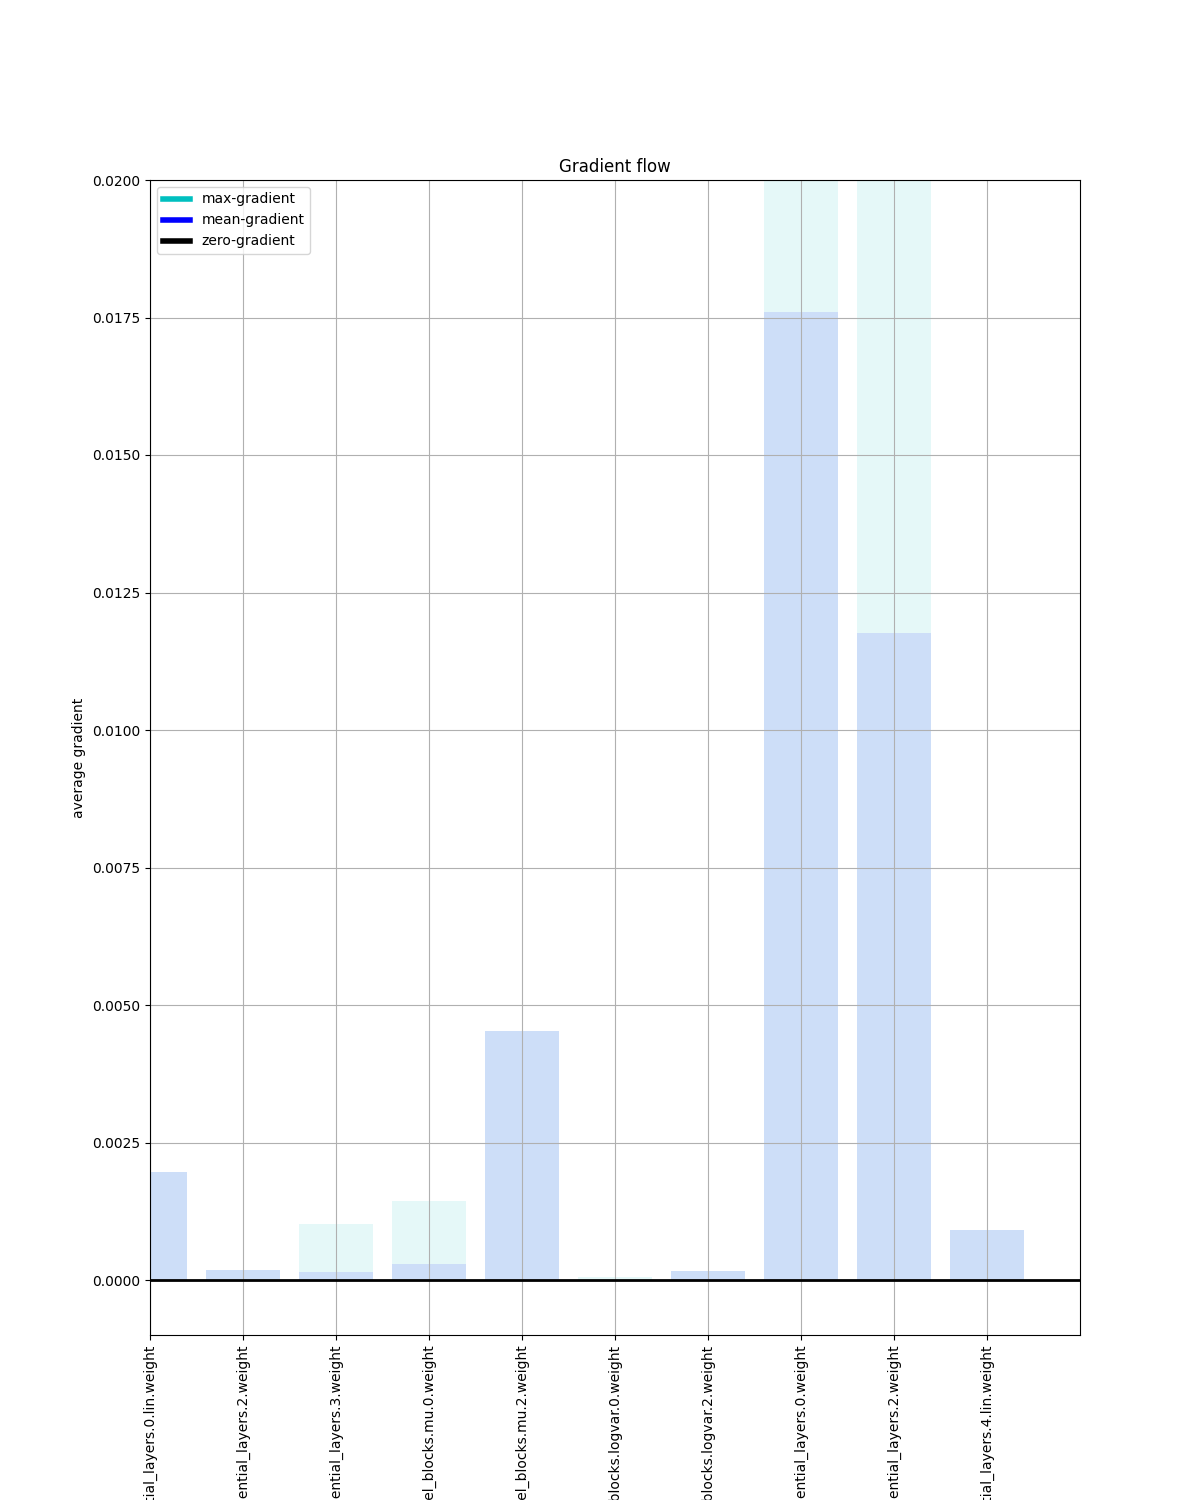 Gradient flow
max-gradient
mean-gradient
zero-gradient
0.0200
0.0175
0.0150
0.0125
0.0100
0.0075
0.0050
0.0025
0.0000
average gradient
tial_layers.0.lin.weight
ential_layers.2.weight
ential_layers.3.weight
el_blocks.mu.0.weight
el_blocks.mu.2.weight
blocks.logvar.0.weight
blocks.logvar.2.weight
ential_layers.0.weight
ential_layers.2.weight
tial_layers.4.lin.weight